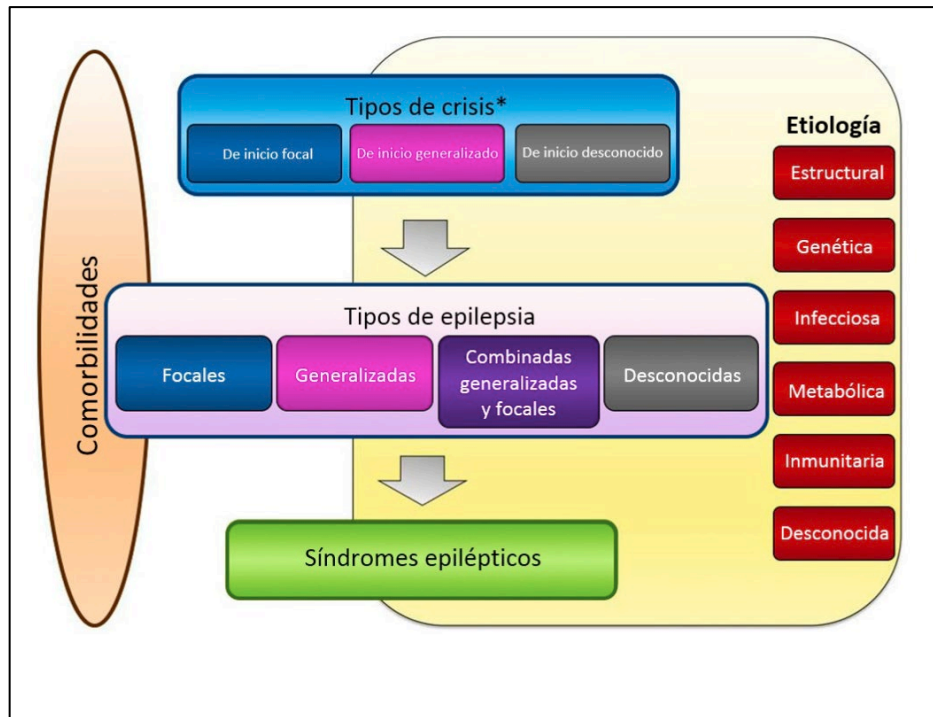 Tipos de crisis*
De inicio focal
De inicio generalizado
De inicio desconocido
Etiología
Estructural
Genética
Infecciosa
Metabólica
Inmunitaria
Desconocida
Comorbilidades
Tipos de epilepsia
Focales
Generalizadas
Combinadas
generalizadas
y focales
Desconocidas
Síndromes epilépticos